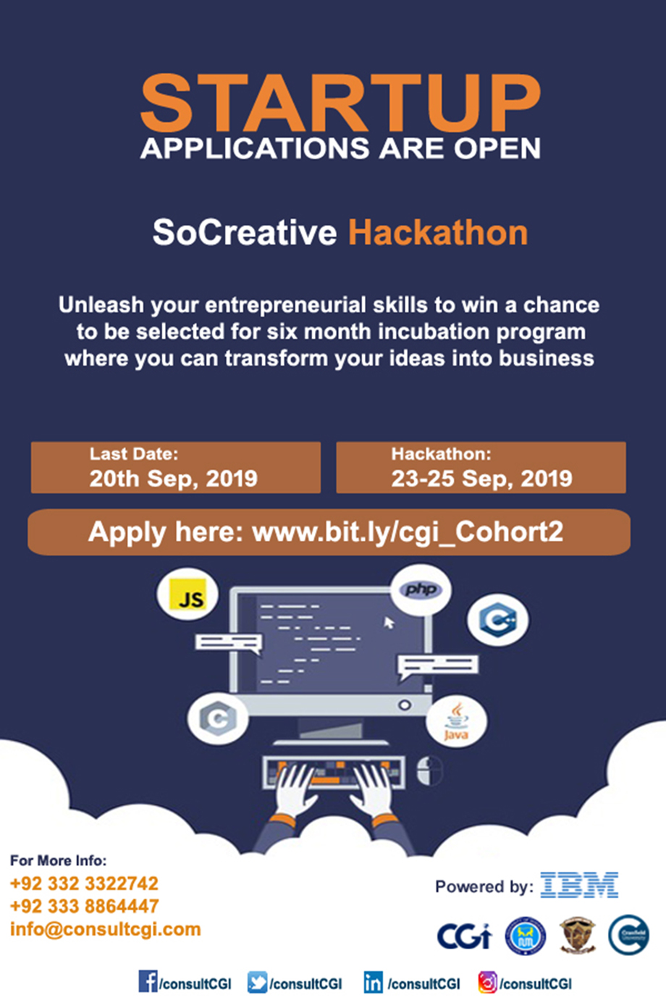 STARTUP
APPLICATIONS ARE OPEN
SoCreative Hackathon
Unleash your entrepreneurial skills to win a chance
to be selected for six month incubation program
where you can transform your ideas into business
Last Date:
20th Sep, 2019
Hackathon:
23-25 Sep, 2019
Apply here: www.bit.ly/cgi_Cohort2
JS
php
C++
C
Java
For More Info:
+92 332 3322742
+92 333 8864447
info@consultcgi.com
Powered by: IBM
CGi
Cranfield
University
/consultCGI
/consultCGI
in /consultCGI
/consultCGI